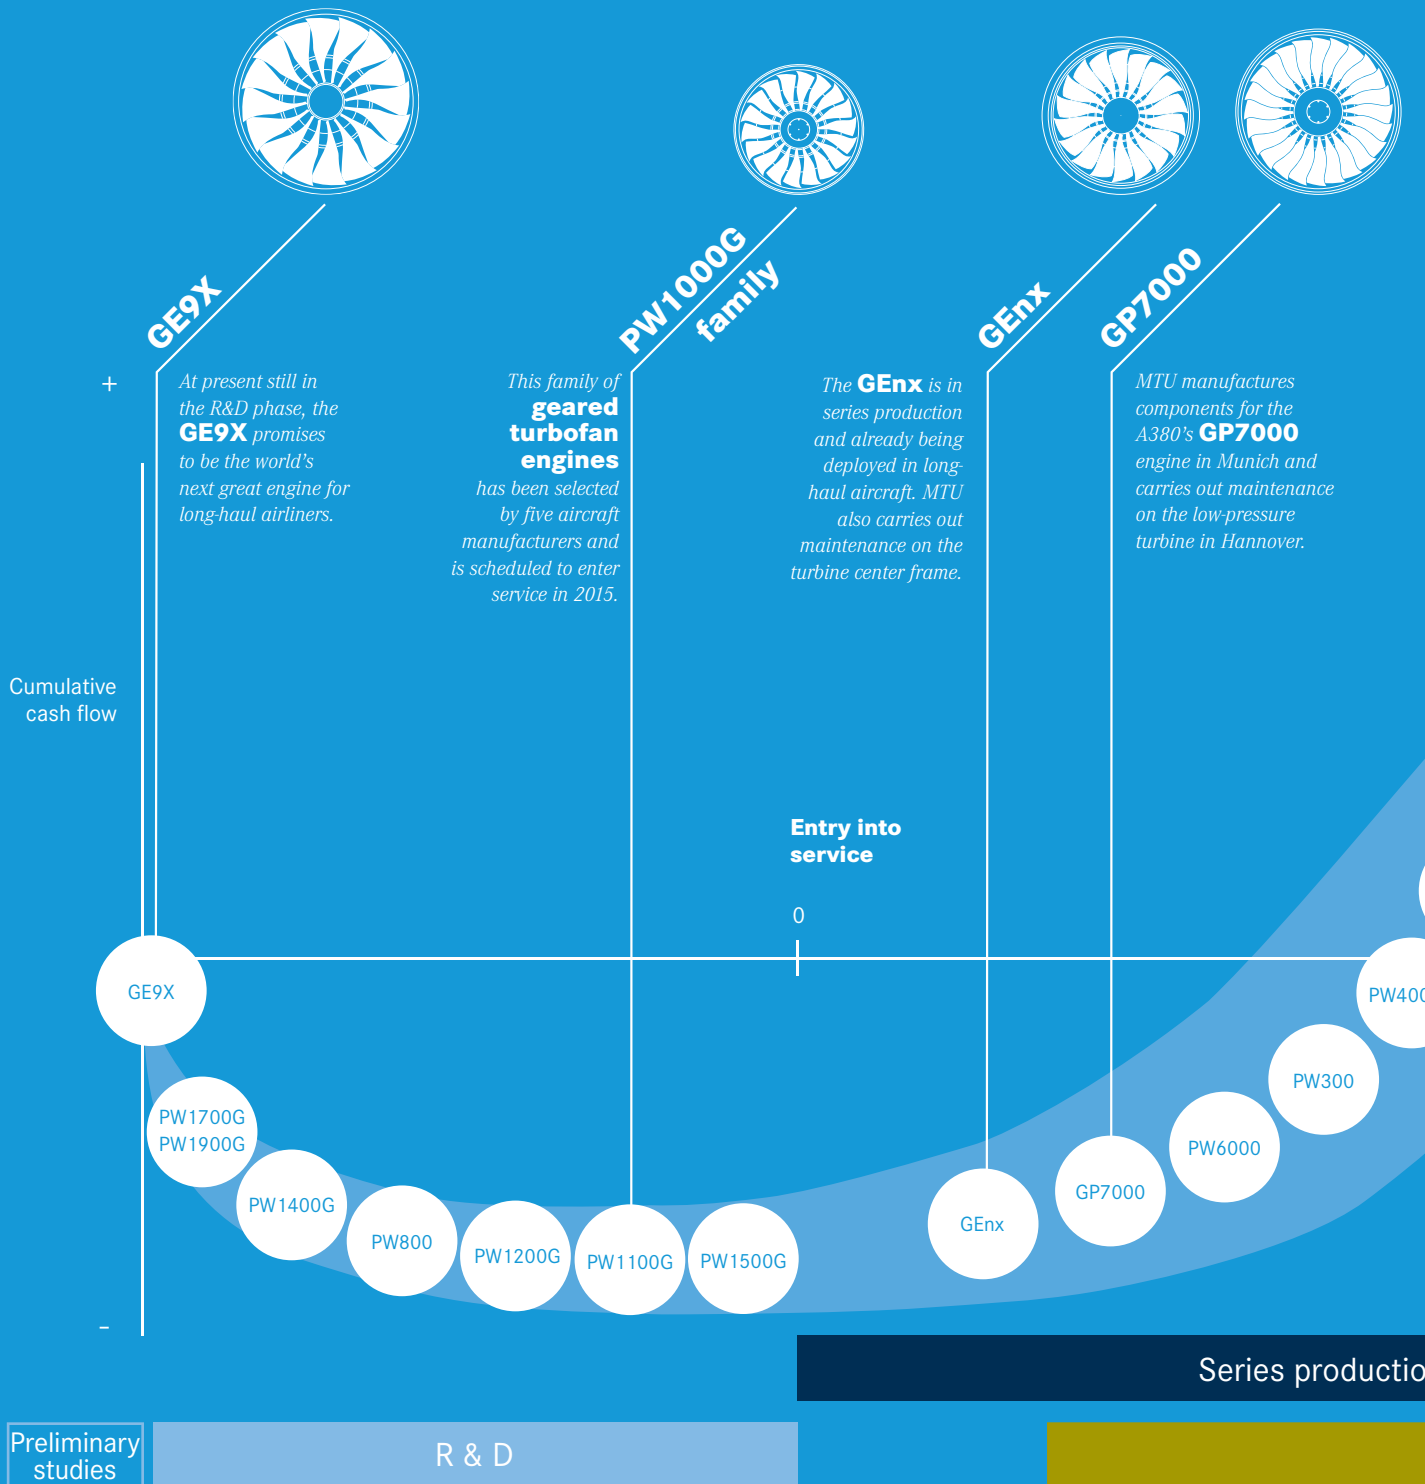 GE9X
PW1000G
family
GEnx
GP7000
+
At present still in
the R&D phase, the
GE9X promises
to be the world's
next great engine for
long-haul airliners.
This family of
geared
turbofan
engines
has been selected
by five aircraft
manufacturers and
is scheduled to enter
service in 2015.
The GEnx is in
series production
and already being
deployed in long-
haul aircraft. MTU
also carries out
maintenance on the
turbine center frame.
MTU manufactures
components for the
A380's GP7000
engine in Munich and
carries out maintenance
on the low-pressure
turbine in Hannover.
Cumulative
cash flow
Entry into
service
0
GE9X
PW1700G
PW1900G
PW1400G
PW800
PW1200G
PW1100G
PW1500G
GEnx
GP7000
PW6000
PW300
PW400
–
Series productio
Preliminary
studies
R & D